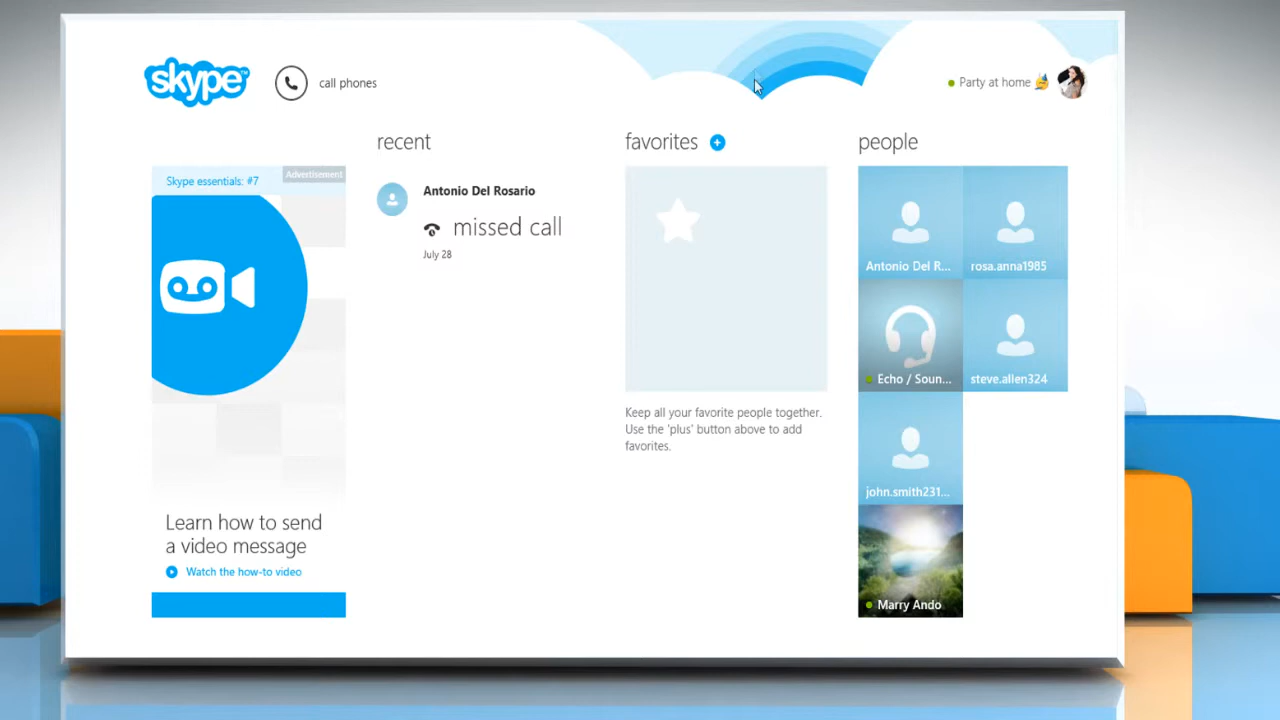 skype™
call phones
Party at home
recent
favorites
people
Skype essentials: #7
Advertisement
Learn how to send
a video message
Watch the how-to video
Antonio Del Rosario
missed call
July 28
Keep all your favorite people together.
Use the 'plus' button above to add
favorites.
Antonio Del R...
rosa.anna1985
Echo / Soun...
steve.allen324
john.smith231...
Marry Ando